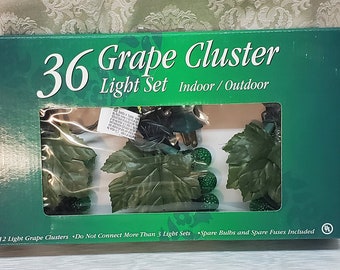 36 Grape Cluster
Light Set Indoor / Outdoor
12 Light Grape Clusters • Do Not Connect More Than 3 Light Sets • Spare Bulbs and Spare Fuses Included